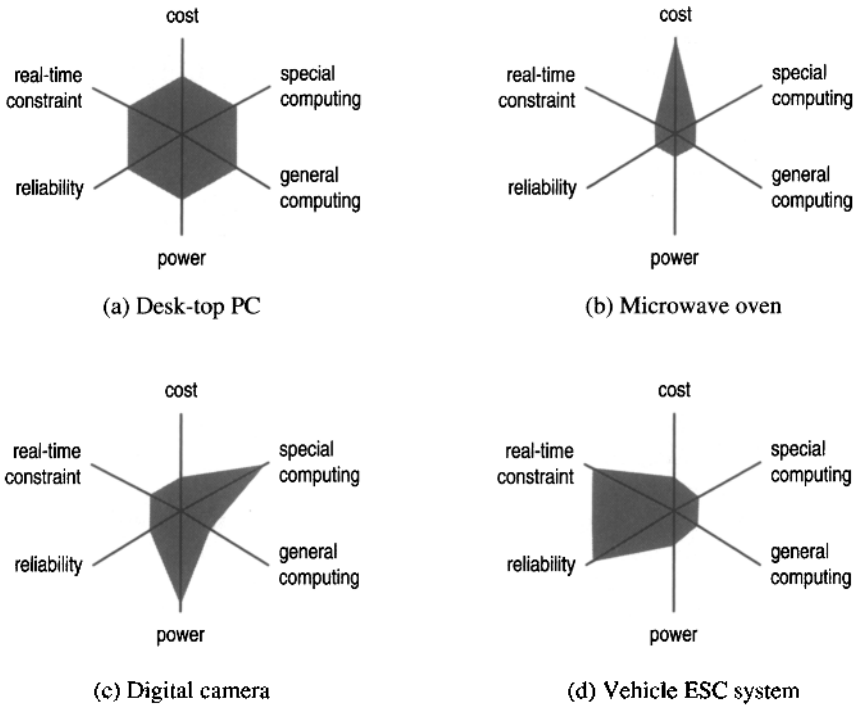 cost
real-time
constraint
special
computing
reliability
general
computing
power
(a) Desk-top PC
cost
real-time
constraint
special
computing
reliability
general
computing
power
(b) Microwave oven
cost
real-time
constraint
special
computing
reliability
general
computing
power
(c) Digital camera
cost
real-time
constraint
special
computing
reliability
general
computing
power
(d) Vehicle ESC system